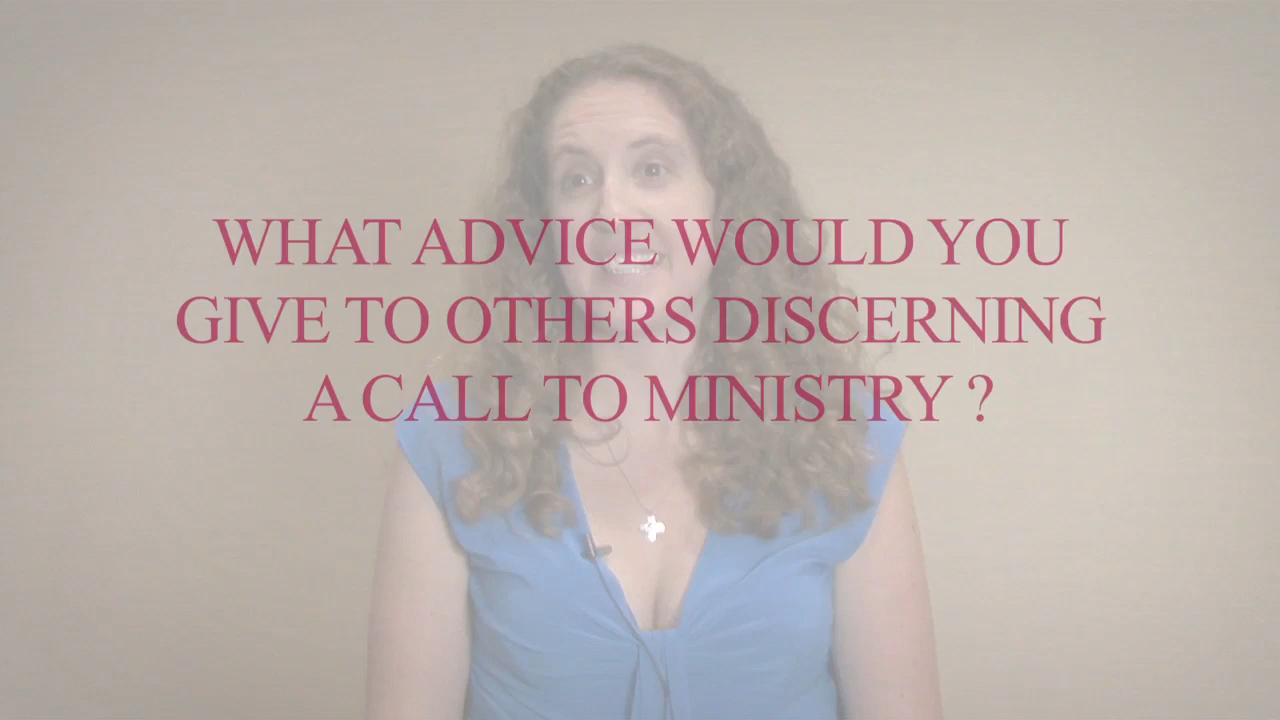 WHAT ADVICE WOULD YOU
GIVE TO OTHERS DISCERNING
A CALL TO MINISTRY ?